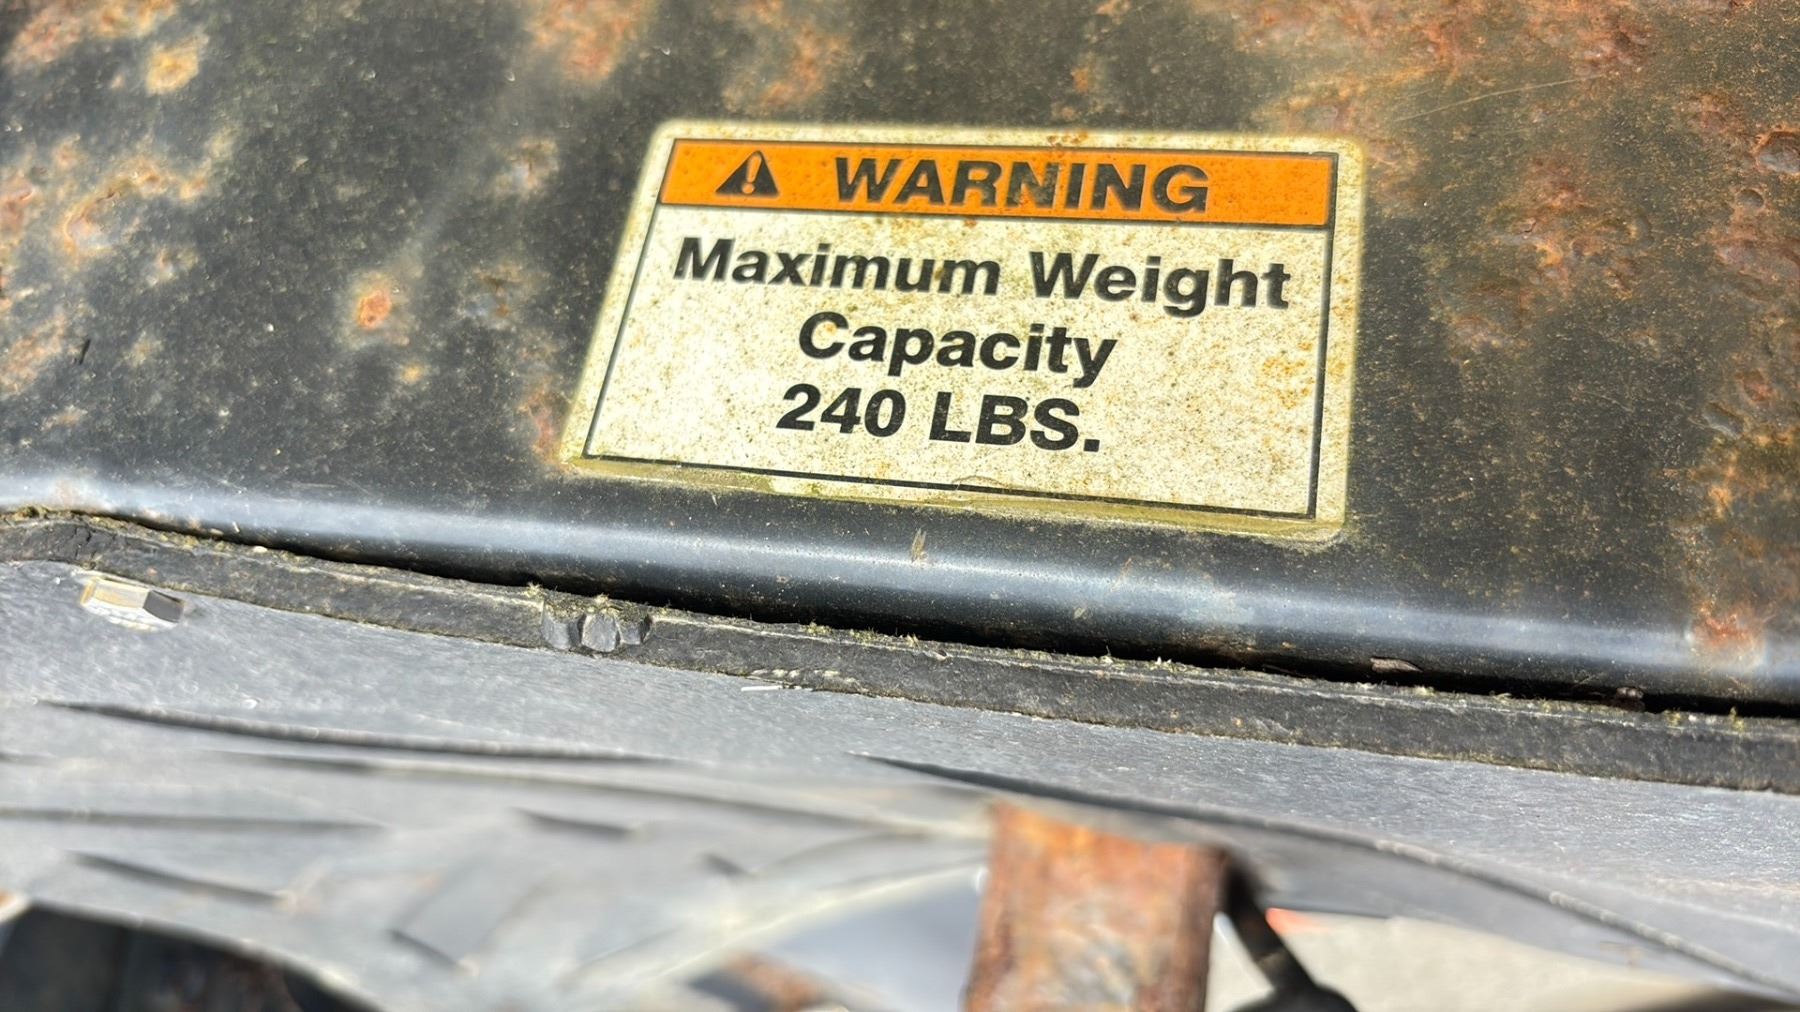 WARNING
Maximum Weight
Capacity
240 LBS.